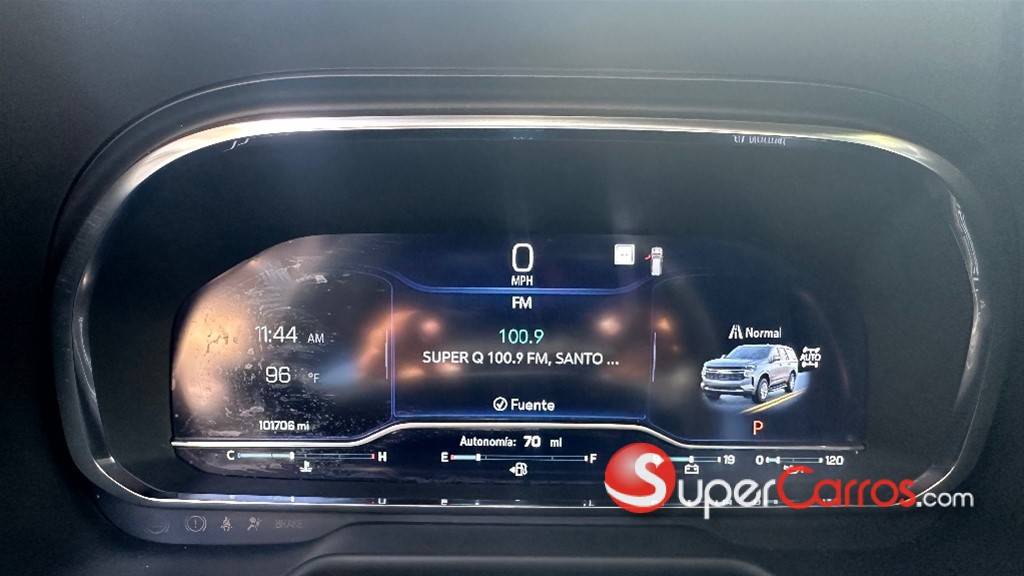 0
MPH
FM
11:44 AM
100.9
Normal
SUPER Q 100.9 FM, SANTO ...
AUTO
96 °F
Fuente
101706 mi
P
Autonomía: 70 mi
C H E F 19 0 120
SuperCarros.com
BRAKE